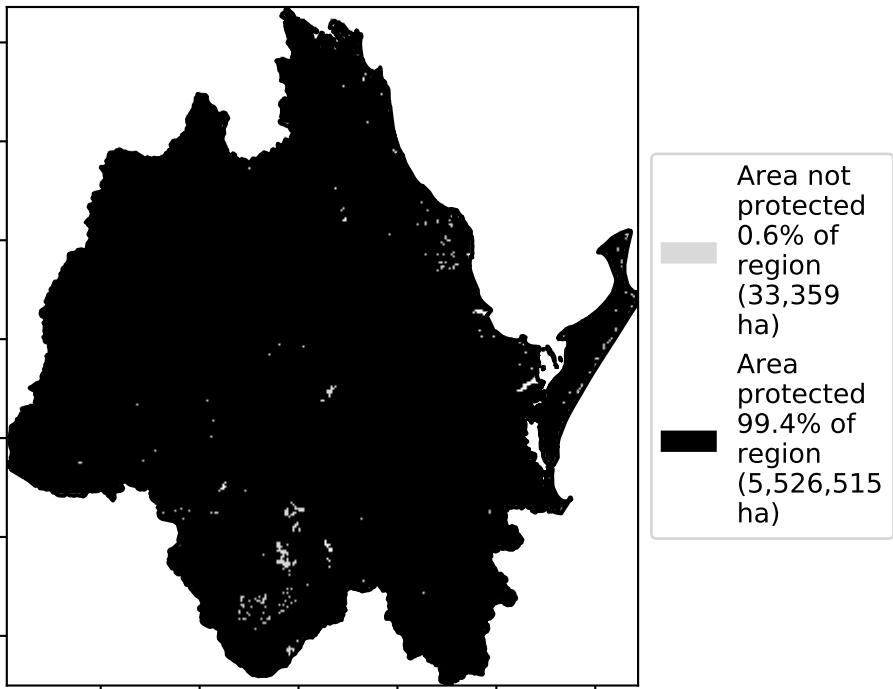 Area not
protected
0.6% of
region
(33,359
ha)
Area
protected
99.4% of
region
(5,526,515
ha)